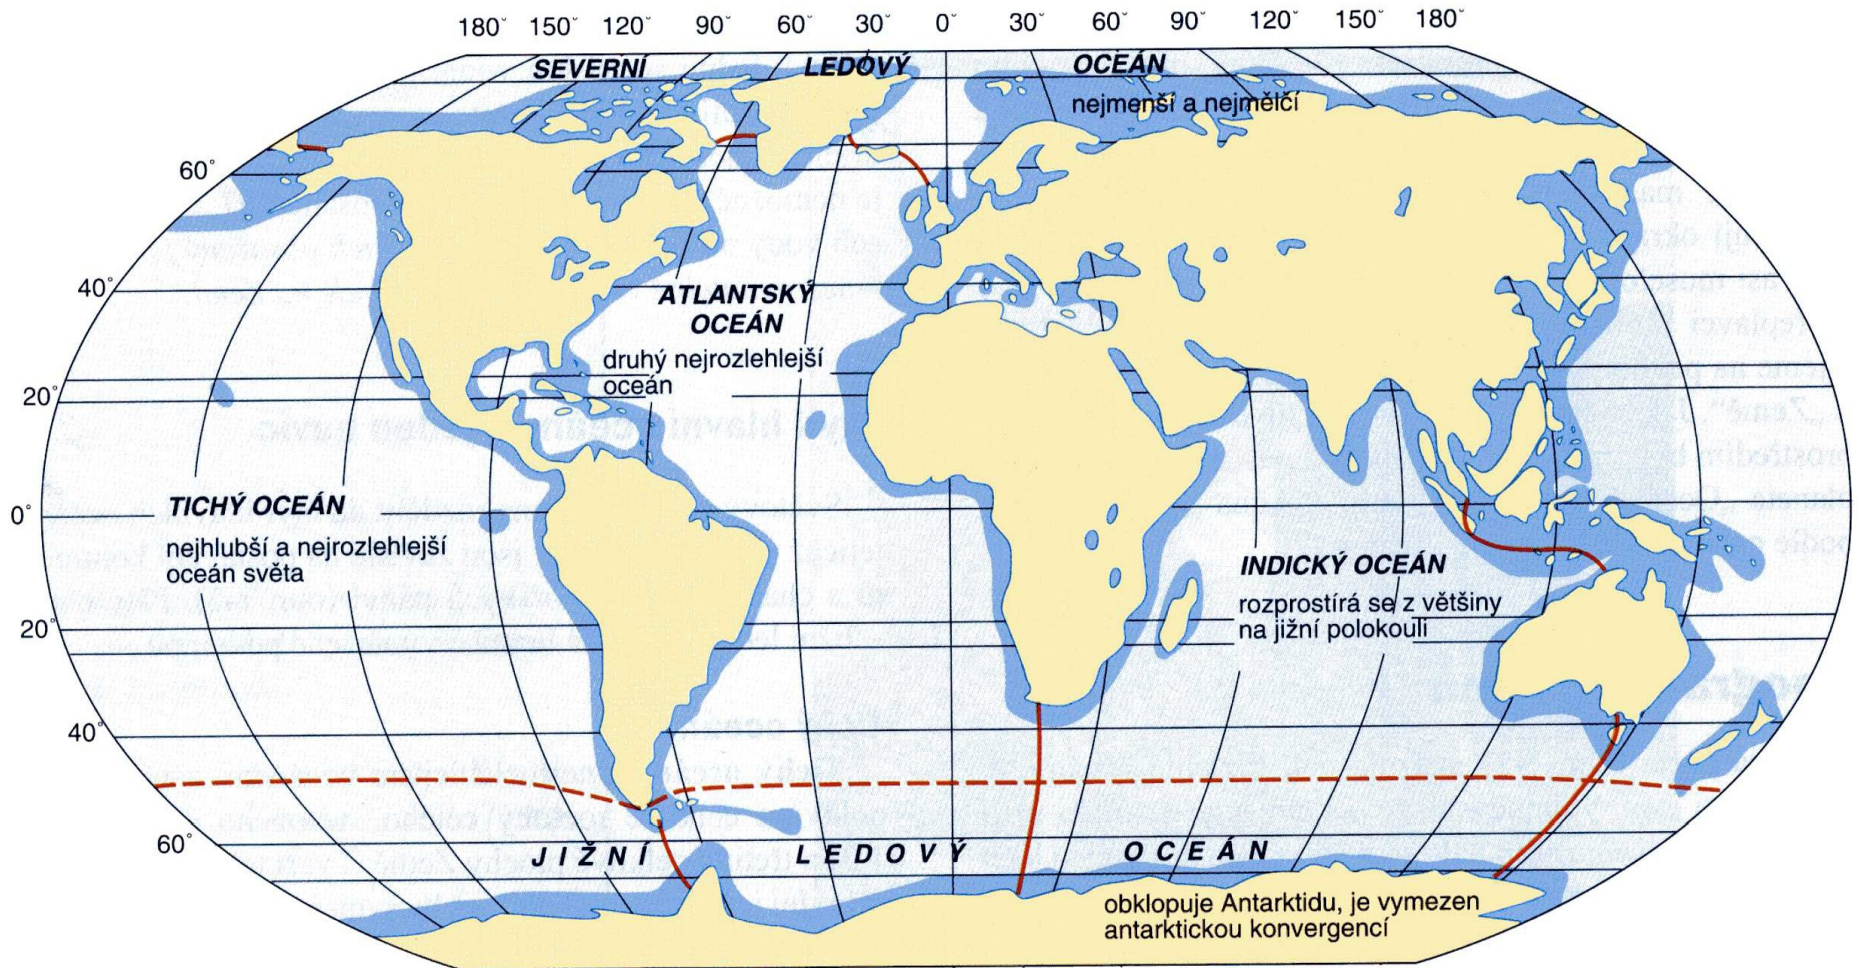 180° 150° 120° 90° 60° 30° 0° 30° 60° 90° 120° 150° 180°
SEVERNÍ LEDOVÝ OCEÁN
nejmenší a nejmělčí
60°
40°
ATLANTSKÝ
OCEÁN
druhý nejrozlehlejší
oceán
20°
TICHÝ OCEÁN
0°
nejhlubší a nejrozlehlejší
oceán světa
INDICKÝ OCEÁN
rozprostírá se z většiny
na jižní polokouli
20°
40°
60°
JIŽNÍ LEDOVÝ OCEÁN
obklopuje Antarktidu, je vymezen
antarktickou konvergencí